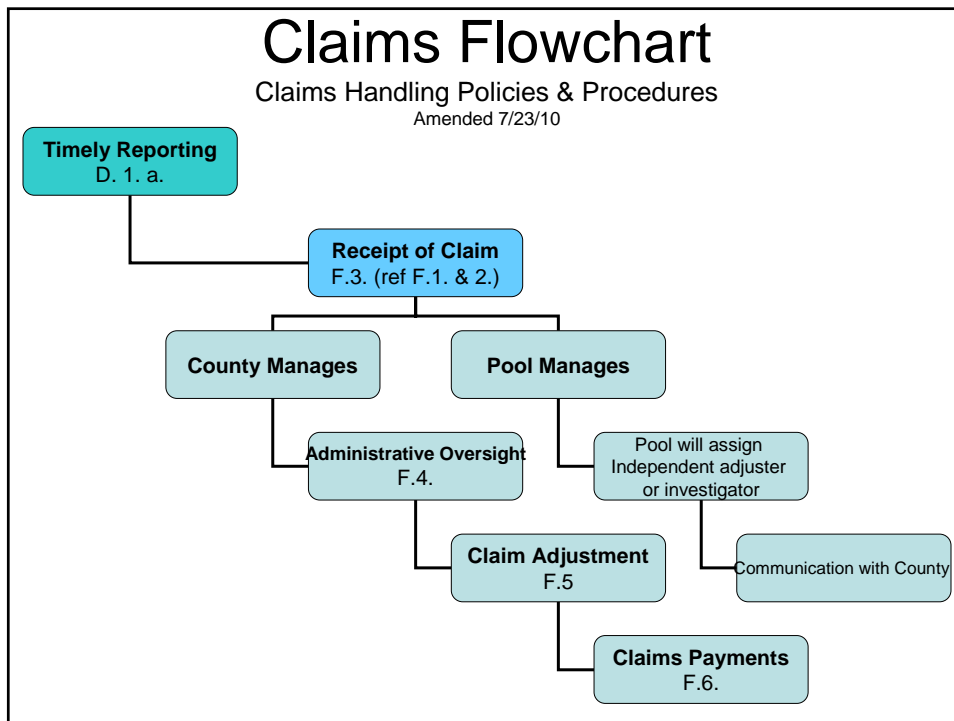 Claims Flowchart
Claims Handling Policies & Procedures
Amended 7/23/10
Timely Reporting
D. 1. a.
Receipt of Claim
F.3. (ref F.1. & 2.)
County Manages
Pool Manages
Administrative Oversight
F.4.
Pool will assign
Independent adjuster
or investigator
Claim Adjustment
F.5
Communication with County
Claims Payments
F.6.